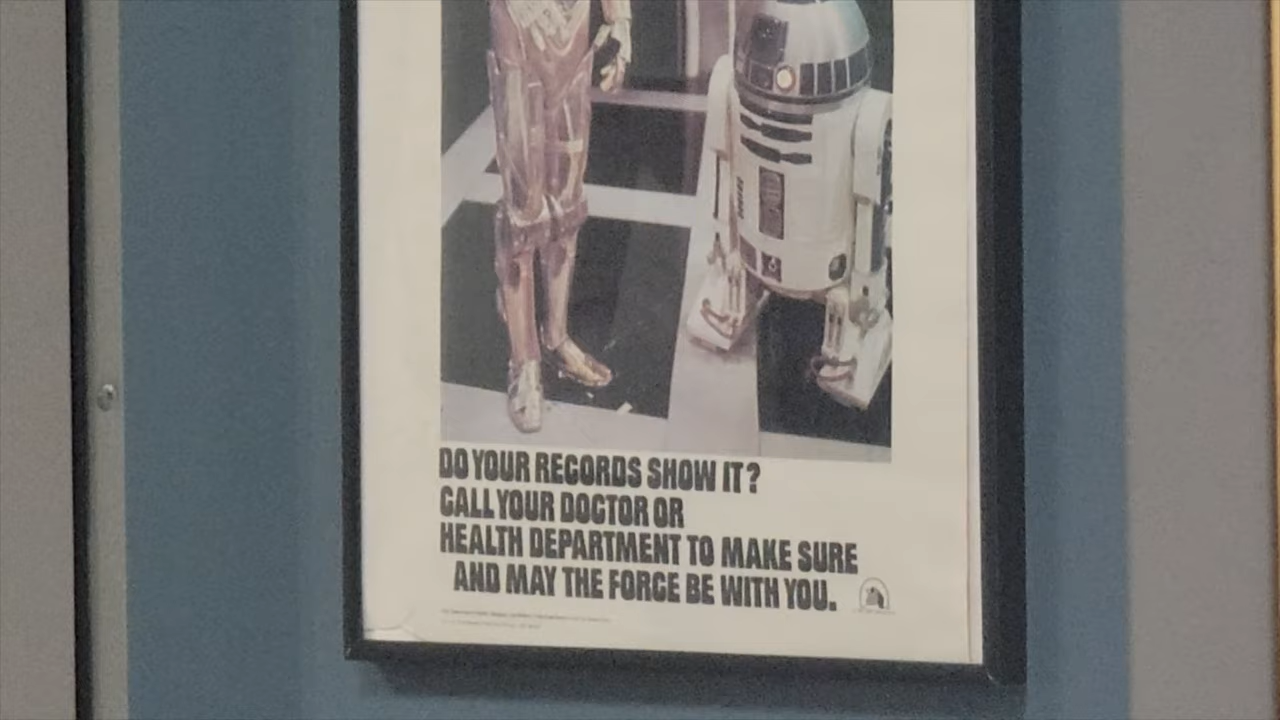 DO YOUR RECORDS SHOW IT?
CALL YOUR DOCTOR OR
HEALTH DEPARTMENT TO MAKE SURE
AND MAY THE FORCE BE WITH YOU.